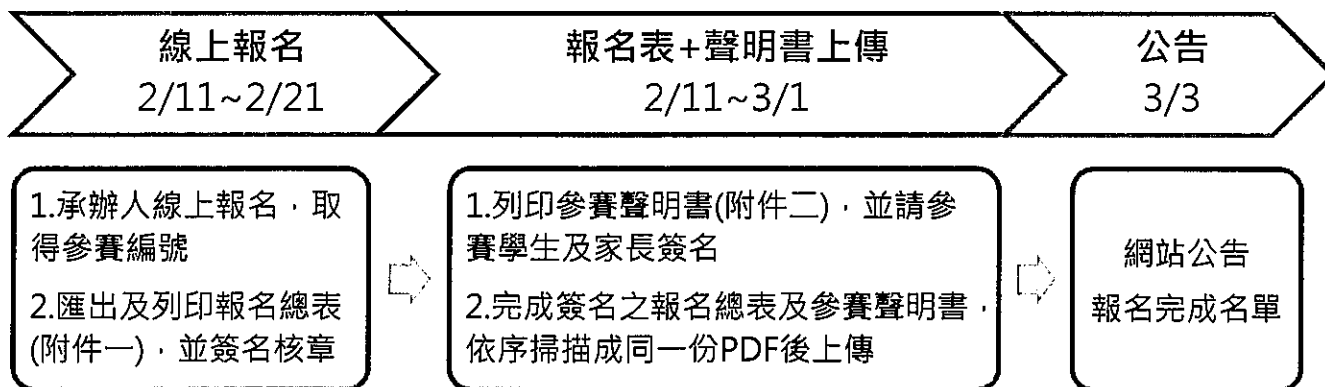 線上報名
2/11~2/21
報名表+聲明書上傳
2/11~3/1
公告
3/3
1.承辦人線上報名，取
得參賽編號
2.匯出及列印報名總表
(附件一)，並簽名核章
1.列印參賽聲明書(附件二)，並請參
賽學生及家長簽名
2.完成簽名之報名總表及參賽聲明書，
依序掃描成同一份PDF後上傳
網站公告
報名完成名單